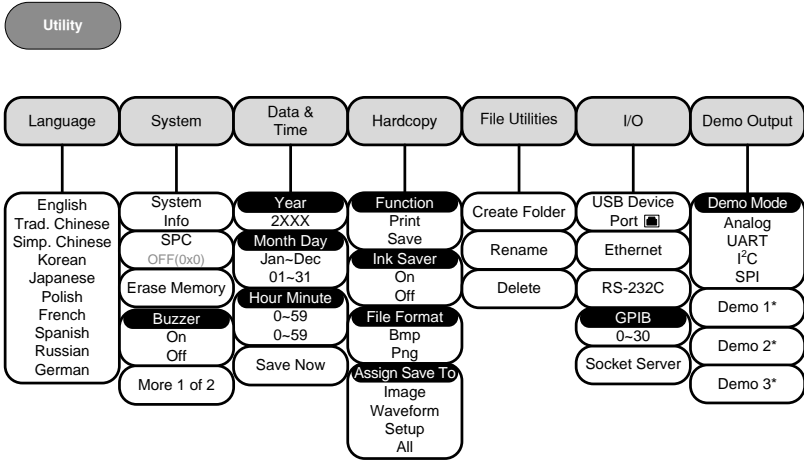 Utility
Language
System
Data &
Time
Hardcopy
File Utilities
I/O
Demo Output
English
Trad. Chinese
Simp. Chinese
Korean
Japanese
Polish
French
Spanish
Russian
German
System
Info
SPC
OFF(0x0)
Erase Memory
Buzzer
On
Off
More 1 of 2
Year
2XXX
Month Day
Jan~Dec
01~31
Hour Minute
0~59
0~59
Save Now
Function
Print
Save
Ink Saver
On
Off
File Format
Bmp
Png
Assign Save To
Image
Waveform
Setup
All
Create Folder
Rename
Delete
USB Device
Port
Ethernet
RS-232C
GPIB
0~30
Socket Server
Demo Mode
Analog
UART
I²C
SPI
Demo 1*
Demo 2*
Demo 3*